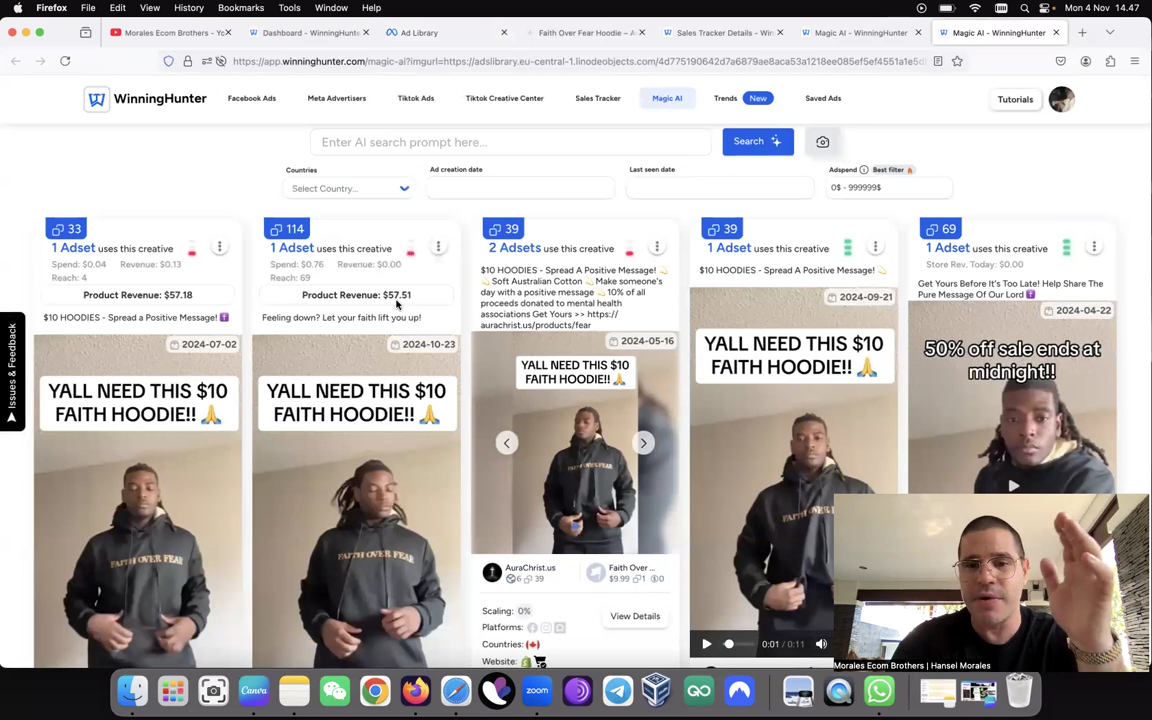 Firefox File Edit View History Bookmarks Tools Window Help
Mon 4 Nov 14.47
Morales Ecom Brothers - Yo
Dashboard - WinningHunte
Ad Library
Faith Over Fear Hoodie – A
Sales Tracker Details - Win
Magic AI - WinningHunter
Magic AI - WinningHunter
https://app.winninghunter.com/magic-ai?imgurl=https://adslibrary.eu-central-1.linodeobjects.com/
WinningHunter
Facebook Ads
Meta Advertisers
Tiktok Ads
Tiktok Creative Center
Sales Tracker
Magic AI
Trends New
Saved Ads
Tutorials
Enter AI search prompt here...
Search
Countries
Ad creation date
Last seen date
Adspend Best filter
Select Country...
0$ - 999999$
Issues & Feedback
33
1 Adset uses this creative
Spend: $0.04 Revenue: $0.13
Reach: 4
Product Revenue: $57.18
$10 HOODIES - Spread a Positive Message! ✝️
2024-07-02
YALL NEED THIS $10
FAITH HOODIE!! 🙏
114
1 Adset uses this creative
Spend: $0.76 Revenue: $0.00
Reach: 69
Product Revenue: $57.51
Feeling down? Let your faith lift you up!
2024-10-23
YALL NEED THIS $10
FAITH HOODIE!! 🙏
FAITH OVER FEAR
39
2 Adsets use this creative
$10 HOODIES - Spread A Positive Message! 💫
💫 Soft Australian Cotton 💫 Make someone's
day with a positive message 💫 10% of all
proceeds donated to mental health
associations Get Yours >> https://
aurachrist.us/products/fear
2024-05-16
YALL NEED THIS $10
FAITH HOODIE!! 🙏
FAITH OVER FEAR
AuraChrist.us
6 39
Faith Over ...
$9.99 1 0
Scaling: 0%
View Details
Platforms:
Countries:
Website:
39
1 Adset uses this creative
$10 HOODIES - Spread A Positive Message! 💫
2024-09-21
YALL NEED THIS $10
FAITH HOODIE!! 🙏
0:01 / 0:11
69
1 Adset uses this creative
Store Rev. Today: $0.00
Get Yours Before It's Too Late! Help Share The
Pure Message Of Our Lord ✝️
2024-04-22
50% off sale ends at
midnight!!
Morales Ecom Brothers | Hansel Morales
zoom
GO